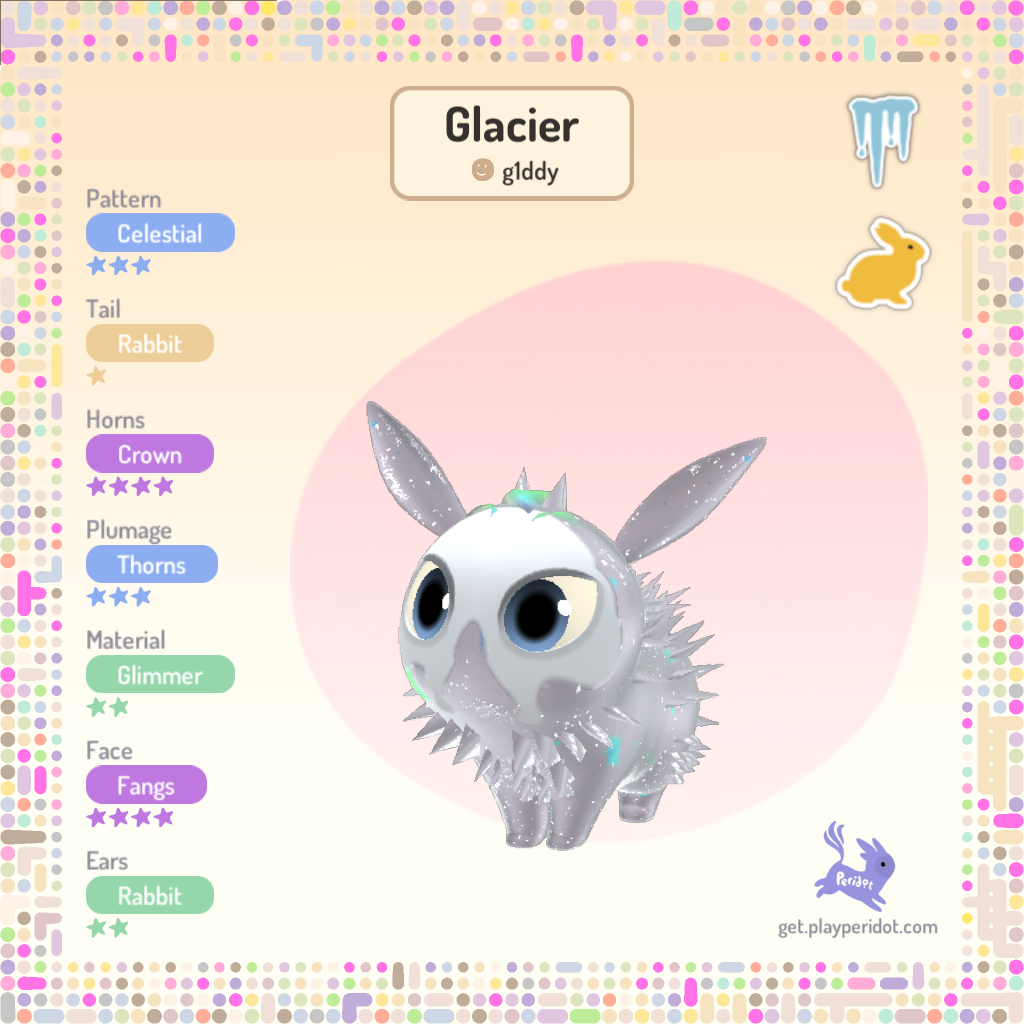 Glacier
g1ddy
Pattern
Celestial
Tail
Rabbit
Horns
Crown
Plumage
Thorns
Material
Glimmer
Face
Fangs
Ears
Rabbit
Peridot
get.playperidot.com